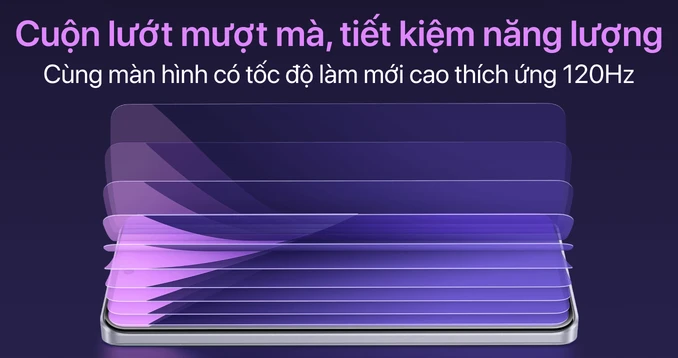 Cuộn lướt mượt mà, tiết kiệm năng lượng
Cùng màn hình có tốc độ làm mới cao thích ứng 120Hz